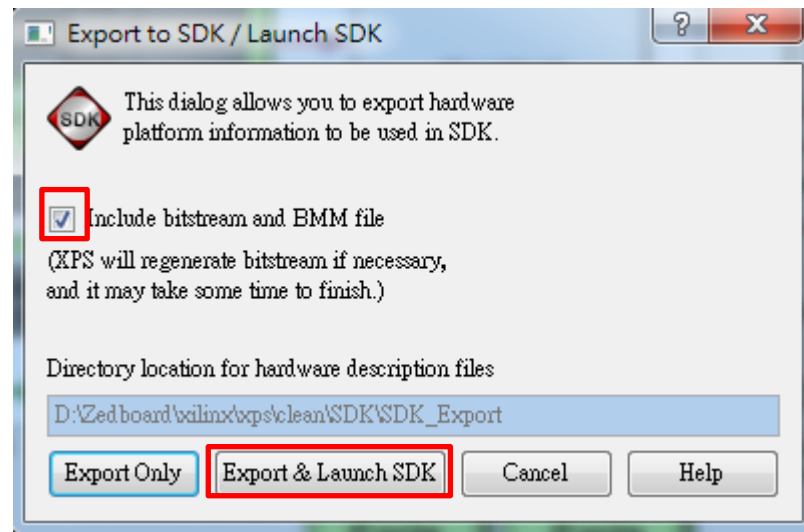 Export to SDK / Launch SDK
? X
SDK
This dialog allows you to export hardware
platform information to be used in SDK.
Include bitstream and BMM file
(XPS will regenerate bitstream if necessary,
and it may take some time to finish.)
Directory location for hardware description files
D:\Zedboard\xilinx\xps\clean\SDK\SDK_Export
Export Only Export & Launch SDK Cancel Help